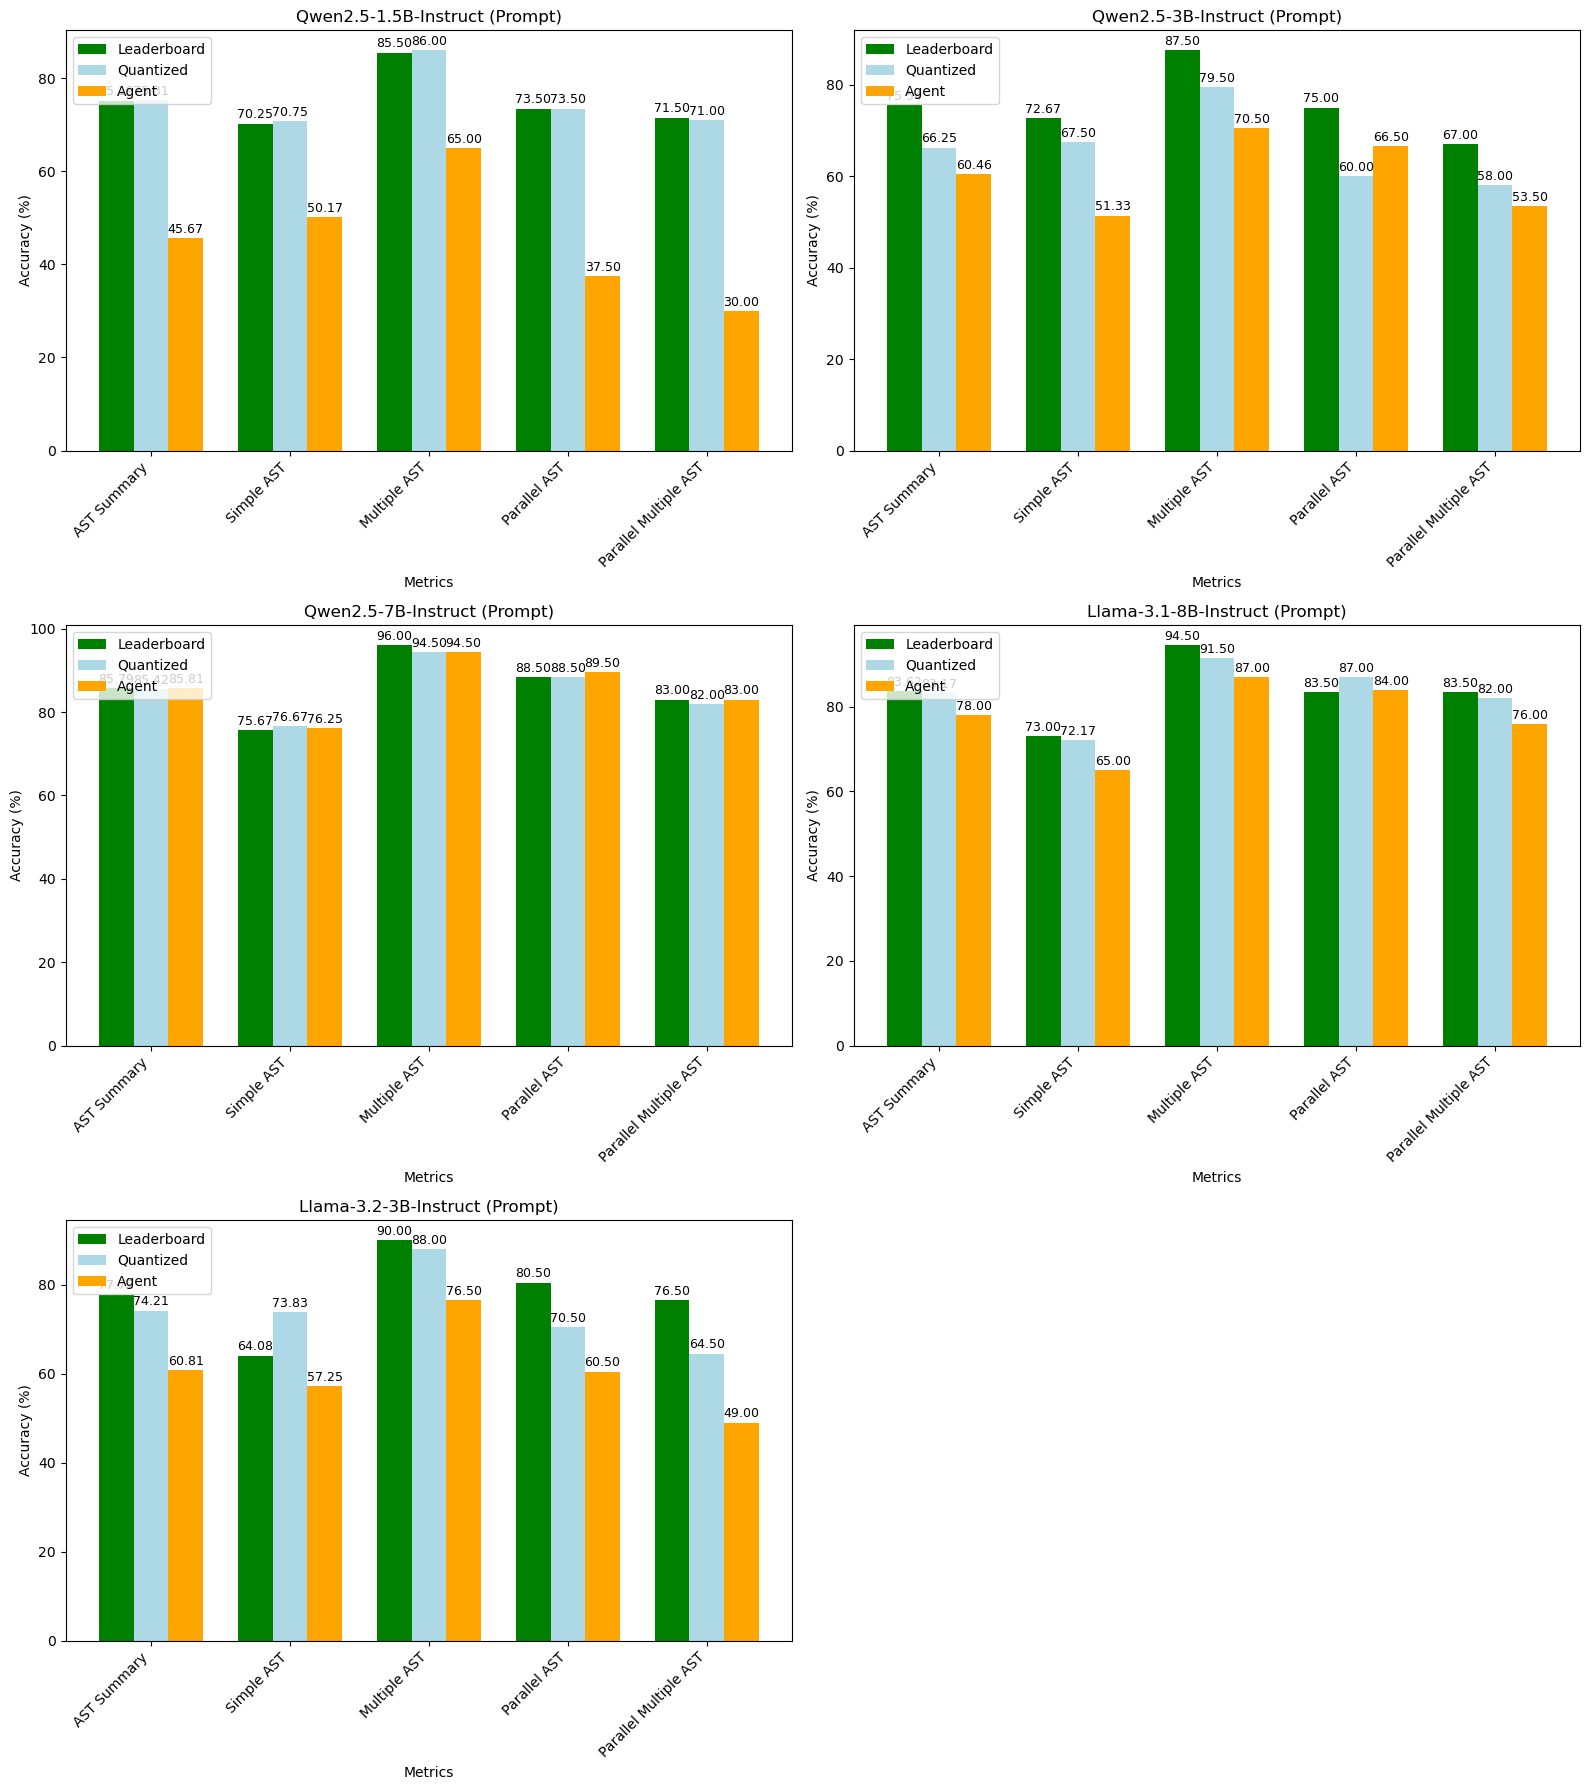 Qwen2.5-1.5B-Instruct (Prompt)
Leaderboard
Quantized
Agent
Accuracy (%)
80
60
40
20
0
45.67
70.25 70.75 50.17
85.50 86.00 65.00
73.50 73.50 37.50
71.50 71.00 30.00
AST Summary
Simple AST
Multiple AST
Parallel AST
Parallel Multiple AST
Metrics
Qwen2.5-3B-Instruct (Prompt)
Leaderboard
Quantized
Agent
Accuracy (%)
80
60
40
20
0
66.25 60.46
72.67 67.50 51.33
87.50 79.50 70.50
75.00 60.00 66.50
67.00 58.00 53.50
AST Summary
Simple AST
Multiple AST
Parallel AST
Parallel Multiple AST
Metrics
Qwen2.5-7B-Instruct (Prompt)
Leaderboard
Quantized
Agent
Accuracy (%)
100
80
60
40
20
0
85.79 85.42 85.81
75.67 76.67 76.25
96.00 94.50 94.50
88.50 88.50 89.50
83.00 82.00 83.00
AST Summary
Simple AST
Multiple AST
Parallel AST
Parallel Multiple AST
Metrics
Llama-3.1-8B-Instruct (Prompt)
Leaderboard
Quantized
Agent
Accuracy (%)
80
60
40
20
0
78.00
73.00 72.17 65.00
94.50 91.50 87.00
83.50 87.00 84.00
83.50 82.00 76.00
AST Summary
Simple AST
Multiple AST
Parallel AST
Parallel Multiple AST
Metrics
Llama-3.2-3B-Instruct (Prompt)
Leaderboard
Quantized
Agent
Accuracy (%)
80
60
40
20
0
74.21 60.81
64.08 73.83 57.25
90.00 88.00 76.50
80.50 70.50 60.50
76.50 64.50 49.00
AST Summary
Simple AST
Multiple AST
Parallel AST
Parallel Multiple AST
Metrics